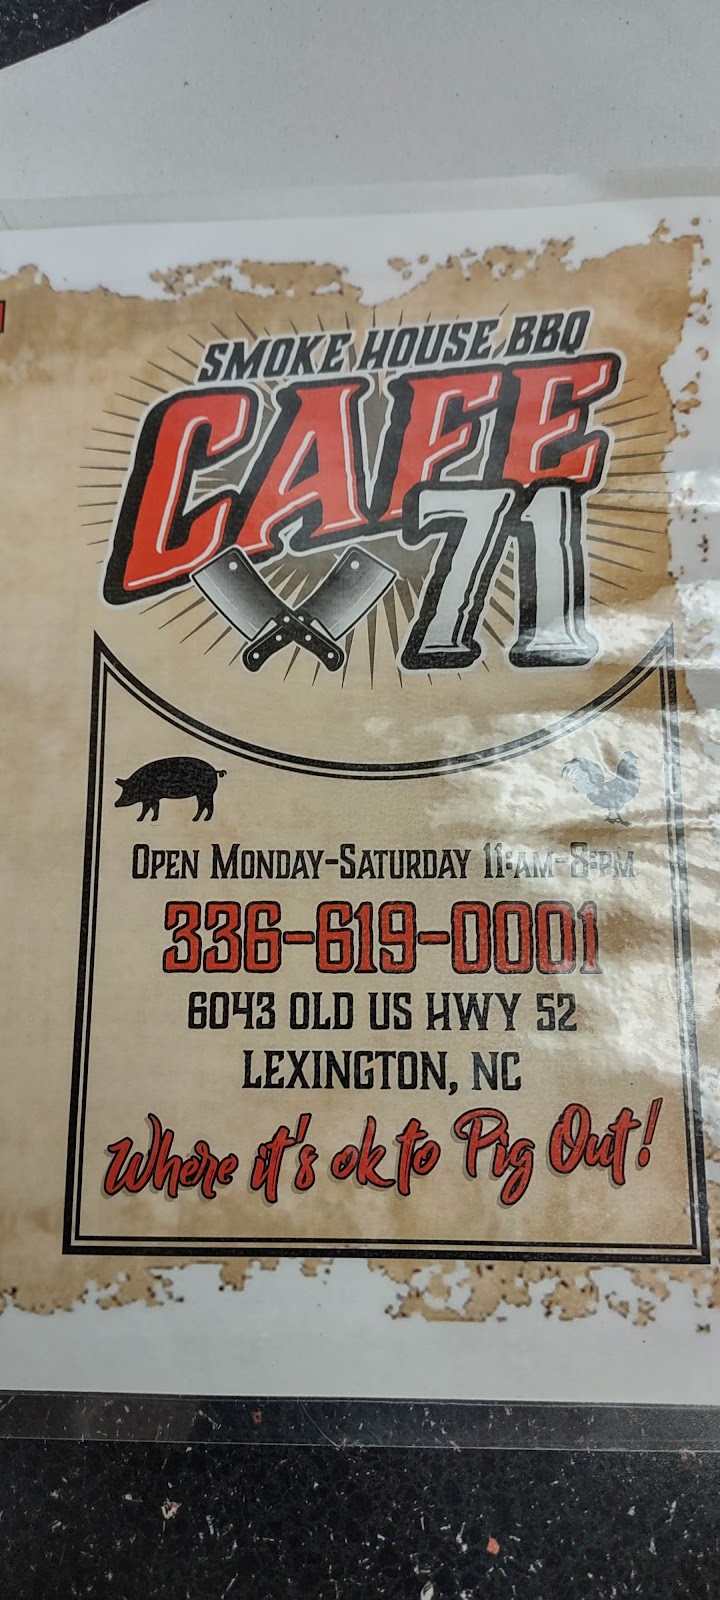 SMOKE HOUSE BBQ
CAFE
71
OPEN MONDAY-SATURDAY 11:AM-8:PM
336-619-0001
6043 OLD US HWY 52
LEXINGTON, NC
Where it's ok to Pig Out!